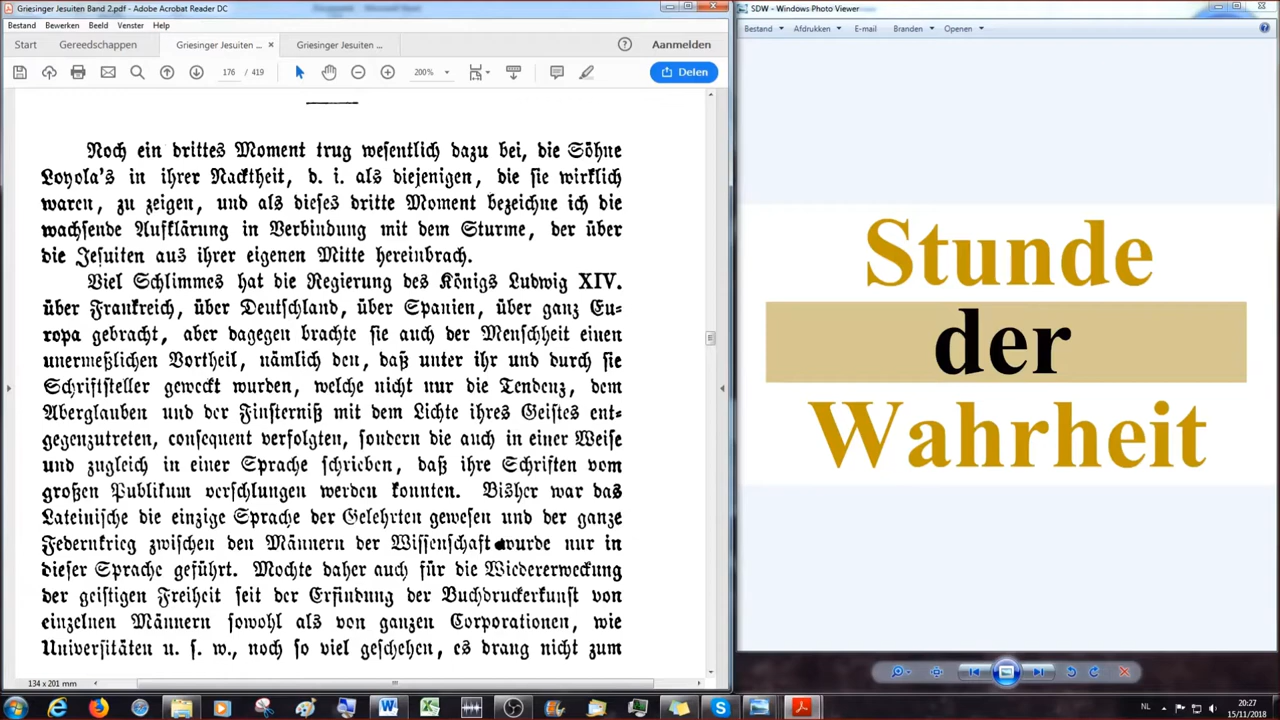 Griesinger Jesuiten Band 2.pdf - Adobe Acrobat Reader DC
Bestand Bewerken Beeld Venster Help
Start Gereedschappen Griesinger Jesuiten ... × Griesinger Jesuiten ... Aanmelden
176 / 419 200% Delen
Noch ein drittes Moment trug weſentlich dazu bei, die Söhne
Loyola's in ihrer Nacktheit, d. i. als diejenigen, die ſie wirklich
waren, zu zeigen, und als dieſes dritte Moment bezeichne ich die
wachſende Aufklärung in Verbindung mit dem Sturme, der über
die Jeſuiten aus ihrer eigenen Mitte hereinbrach.
Viel Schlimmes hat die Regierung des Königs Ludwig XIV.
über Frankreich, über Deutſchland, über Spanien, über ganz Eu=
ropa gebracht, aber dagegen brachte ſie auch der Menſchheit einen
unermeßlichen Vortheil, nämlich den, daß unter ihr und durch ſie
Schriftſteller geweckt wurden, welche nicht nur die Tendenz, dem
Aberglauben und der Finſterniß mit dem Lichte ihres Geiſtes ent=
gegenzutreten, conſequent verfolgten, ſondern die auch in einer Weiſe
und zugleich in einer Sprache ſchrieben, daß ihre Schriften vom
großen Publikum verſchlungen werden konnten. Bisher war das
Lateiniſche die einzige Sprache der Gelehrten geweſen und der ganze
Federnkrieg zwiſchen den Männern der Wiſſenſchaft wurde nur in
dieſer Sprache geführt. Mochte daher auch für die Wiedererweckung
der geiſtigen Freiheit ſeit der Erfindung der Buchdruckerkunſt von
einzelnen Männern ſowohl als von ganzen Corporationen, wie
Univerſitäten u. ſ. w., noch ſo viel geſchehen, es drang nicht zum
134 x 201 mm
SDW - Windows Photo Viewer
Bestand Afdrukken E-mail Branden Openen
Stunde
der
Wahrheit
NL 20:27
15/11/2018